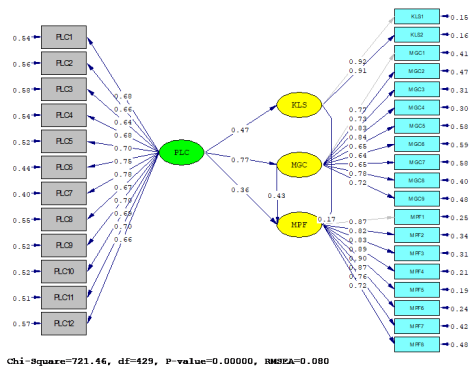 0.54 PLC1
0.56 PLC2
0.58 PLC3
0.54 PLC4
0.52 PLC5
0.44 PLC6
0.40 PLC7
0.55 PLC8
0.52 PLC9
0.52 PLC10
0.51 PLC11
0.57 PLC12
0.68
0.66
0.64
0.68
0.70
0.75
0.78
0.67
0.70
0.69
0.70
0.66
PLC
0.47
0.77
0.36
KLS
MGC
MPF
0.43
0.17
0.92
0.91
0.77
0.73
0.83
0.84
0.65
0.64
0.65
0.78
0.72
0.87
0.82
0.83
0.89
0.90
0.87
0.76
0.72
KLS1 0.15
KLS2 0.16
MGC1 0.41
MGC2 0.47
MGC3 0.31
MGC4 0.30
MGC5 0.58
MGC6 0.59
MGC7 0.58
MGC8 0.40
MGC9 0.48
MPF1 0.25
MPF2 0.34
MPF3 0.31
MPF4 0.21
MPF5 0.19
MPF6 0.24
MPF7 0.42
MPF8 0.48
Chi-Square=721.46, df=429, P-value=0.00000, RMSEA=0.080